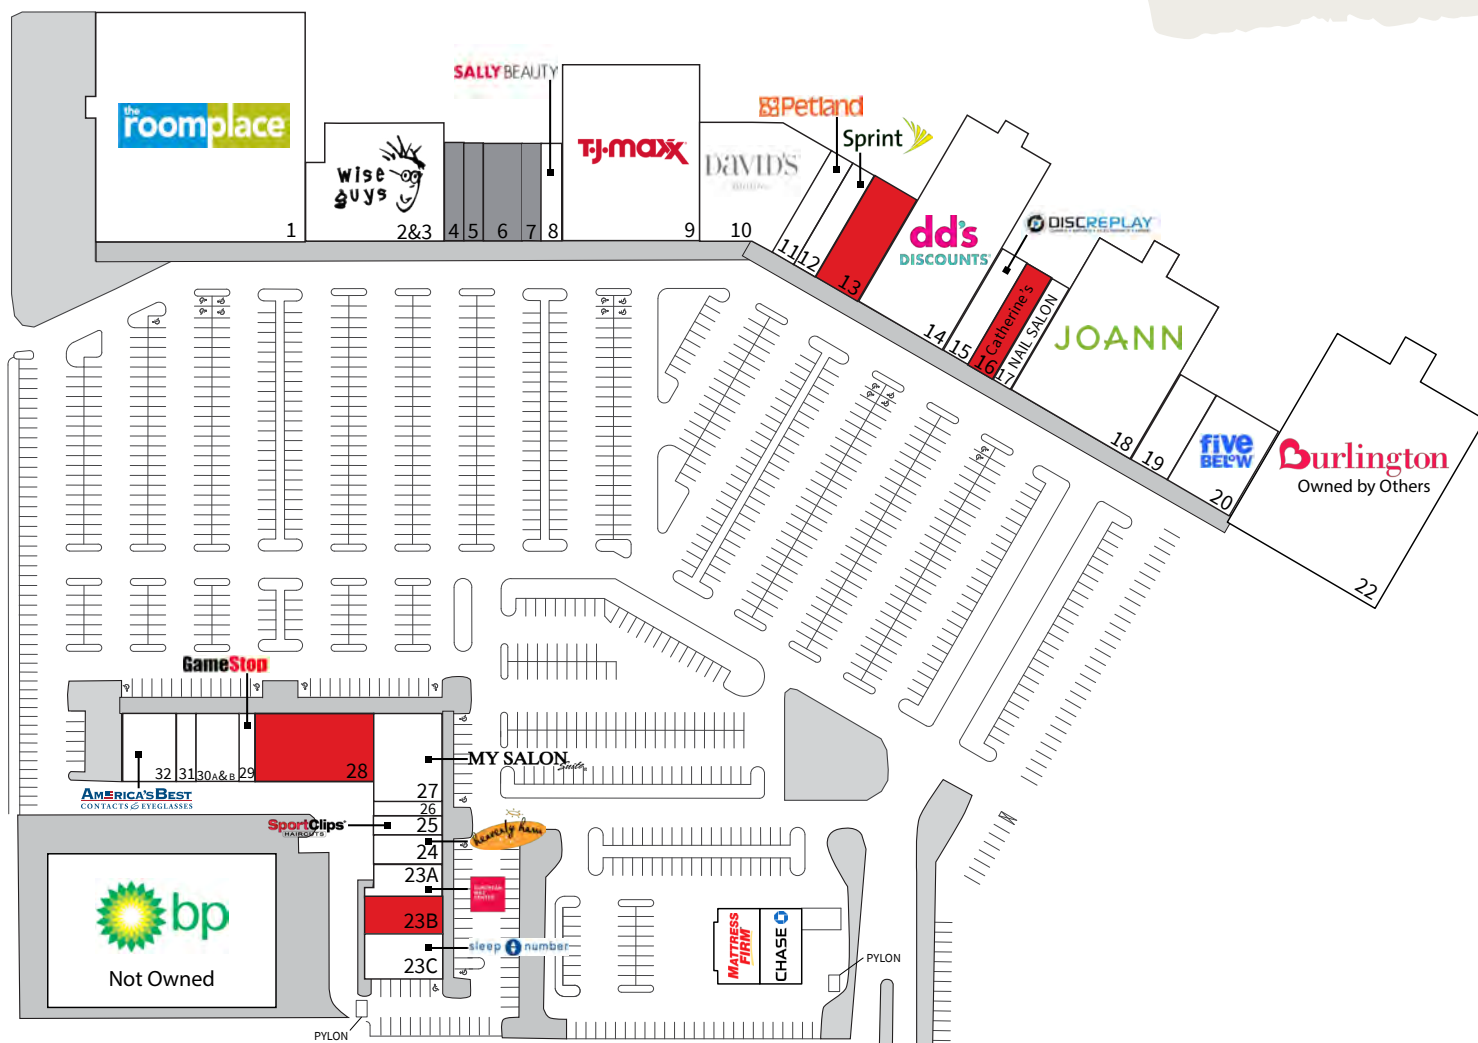 the
roomplace
1
wise
guys
2&3
4
5
6
7
8
SALLY BEAUTY
T·J·maxx
9
DAVID'S
10
Petland
Sprint
11
12
13
dd's
DISCOUNTS
14
DISCREPLAY
15
Catherine's
16
NAIL SALON
17
JOANN
18
19
five
BELOW
20
Burlington
Owned by Others
22
GameStop
32
31
30A&B
29
28
AMERICA'S BEST
CONTACTS & EYEGLASSES
MY SALON
Suite
27
26
SportClips
HAIRCUTS
25
heavenly ham
24
23A
EUROPEAN
WAX
CENTER
23B
sleep number
23C
bp
Not Owned
PYLON
MATTRESS
FIRM
CHASE
PYLON